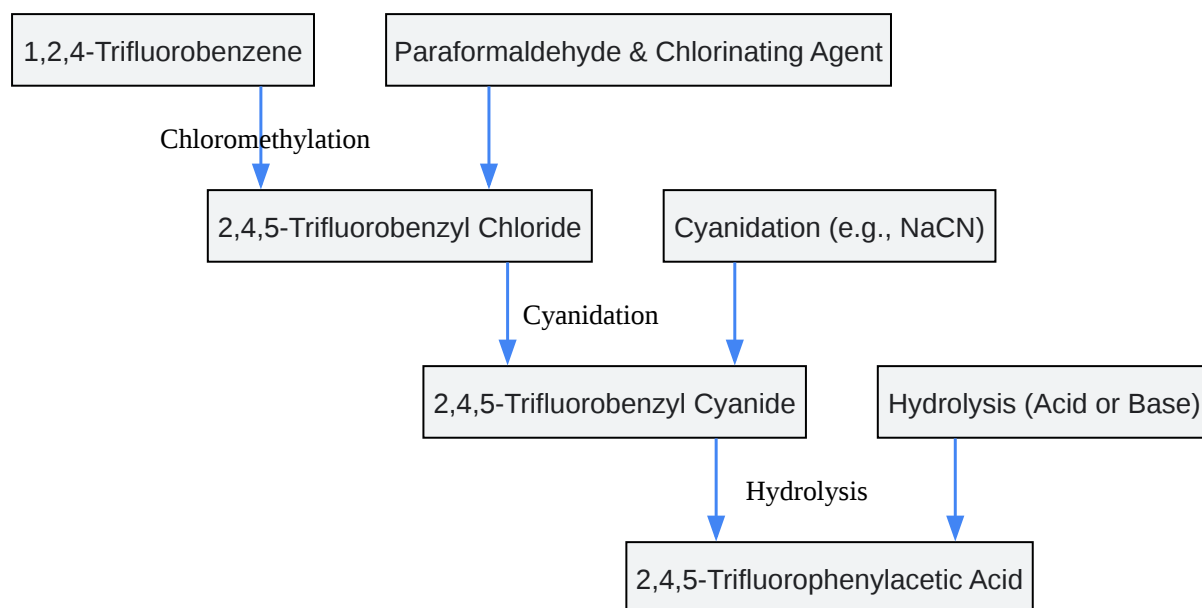 1,2,4-Trifluorobenzene
Paraformaldehyde & Chlorinating Agent
Chloromethylation
2,4,5-Trifluorobenzyl Chloride
Cyanidation (e.g., NaCN)
Cyanidation
2,4,5-Trifluorobenzyl Cyanide
Hydrolysis (Acid or Base)
Hydrolysis
2,4,5-Trifluorophenylacetic Acid